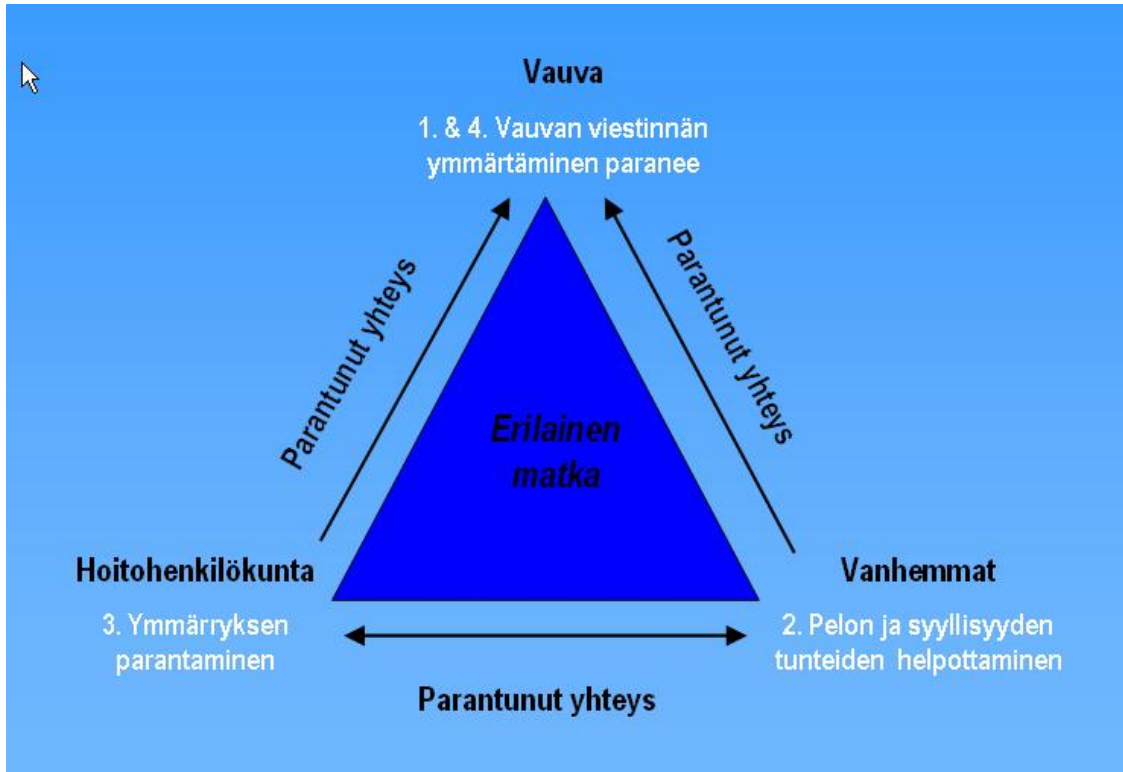 Vauva
1. & 4. Vauvan viestinnän
ymmärtäminen paranee
Parantunut yhteys
Parantunut yhteys
Erilainen
matka
Hoitohenkilökunta
3. Ymmärryksen
parantaminen
Vanhemmat
2. Pelon ja syyllisyyden
tunteiden helpottaminen
Parantunut yhteys